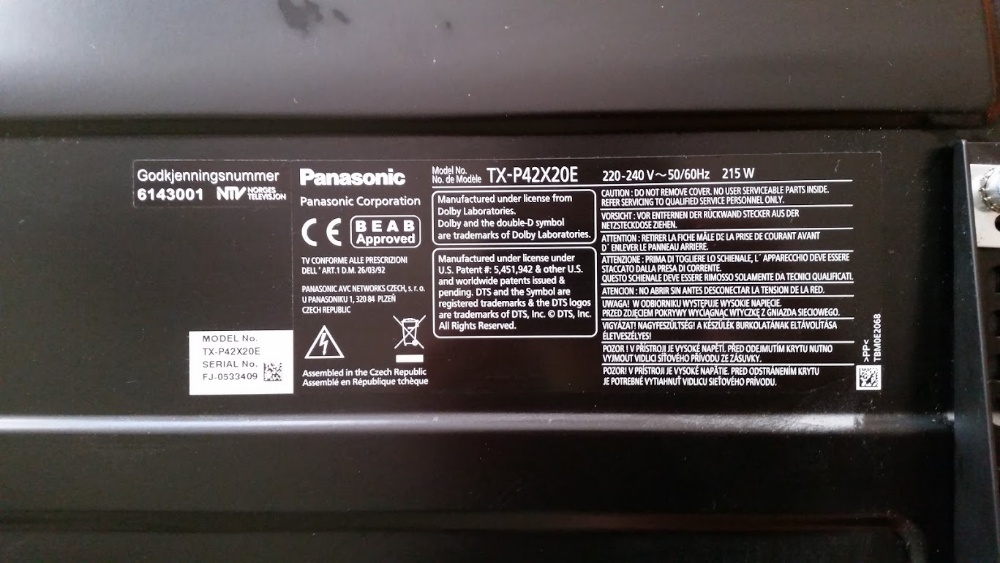 Godkjenningsnummer
6143001 NTV NORGES TELEVISJON
MODEL No.
TX-P42X20E
SERIAL No.
FJ-0533409
Panasonic
Panasonic Corporation
CE BEAB Approved
TV CONFORME ALLE PRESCRIZIONI
DELL' ART.1 D.M. 26/03/92
PANASONIC AVC NETWORKS CZECH, s. r. o.
U PANASONIKU 1, 320 84 PLZEŇ
CZECH REPUBLIC
Assembled in the Czech Republic
Assemblé en République tchèque
Model No.
No. de Modèle TX-P42X20E
Manufactured under license from
Dolby Laboratories.
Dolby and the double-D symbol
are trademarks of Dolby Laboratories.
Manufactured under license under
U.S. Patent #: 5,451,942 & other U.S.
and worldwide patents issued &
pending. DTS and the Symbol are
registered trademarks & the DTS logos
are trademarks of DTS, Inc. © DTS, Inc.
All Rights Reserved.
220-240 V～50/60Hz 215 W
CAUTION : DO NOT REMOVE COVER. NO USER SERVICEABLE PARTS INSIDE.
REFER SERVICING TO QUALIFIED SERVICE PERSONNEL ONLY.
VORSICHT : VOR ENTFERNEN DER RÜCKWAND STECKER AUS DER
NETZSTECKDOSE ZIEHEN.
ATTENTION : RETIRER LA FICHE MÂLE DE LA PRISE DE COURANT AVANT
D´ ENLEVER LE PANNEAU ARRIERE.
ATTENZIONE : PRIMA DI TOGLIERE LO SCHIENALE, L´ APPARECCHIO DEVE ESSERE
STACCATO DALLA PRESA DI CORRENTE.
QUESTO SCHIENALE DEVE ESSERE RIMOSSO SOLAMENTE DA TECNICI QUALIFICATI.
ATENCION : NO ABRIR SIN ANTES DESCONECTAR LA TENSION DE LA RED.
UWAGA! W ODBIORNIKU WYSTĘPUJE WYSOKIE NAPIĘCIE.
PRZED ZDJĘCIEM POKRYWY WYCIĄGNĄĆ WTYCZKĘ Z GNIAZDA SIECIOWEGO.
VIGYÁZAT! NAGYFESZÜLTSÉG! A KÉSZÜLÉK BURKOLATÁNAK ELTÁVOLÍTÁSA
ÉLETVESZÉLYES!
POZOR ! V PŘÍSTROJI JE VYSOKÉ NAPĚTÍ. PŘED ODEJMUTÍM KRYTU NUTNO
VYJMOUT VIDLICI SÍŤOVÉHO PŘÍVODU ZE ZÁSUVKY.
POZOR! V PRÍSTROJI JE VYSOKÉ NAPÄTIE. PRED ODSTRÁNENÍM KRYTU
JE POTREBNÉ VYTIAHNUŤ VIDLICU SIEŤOVÉHO PRÍVODU.
>PP<
TBM0E2068